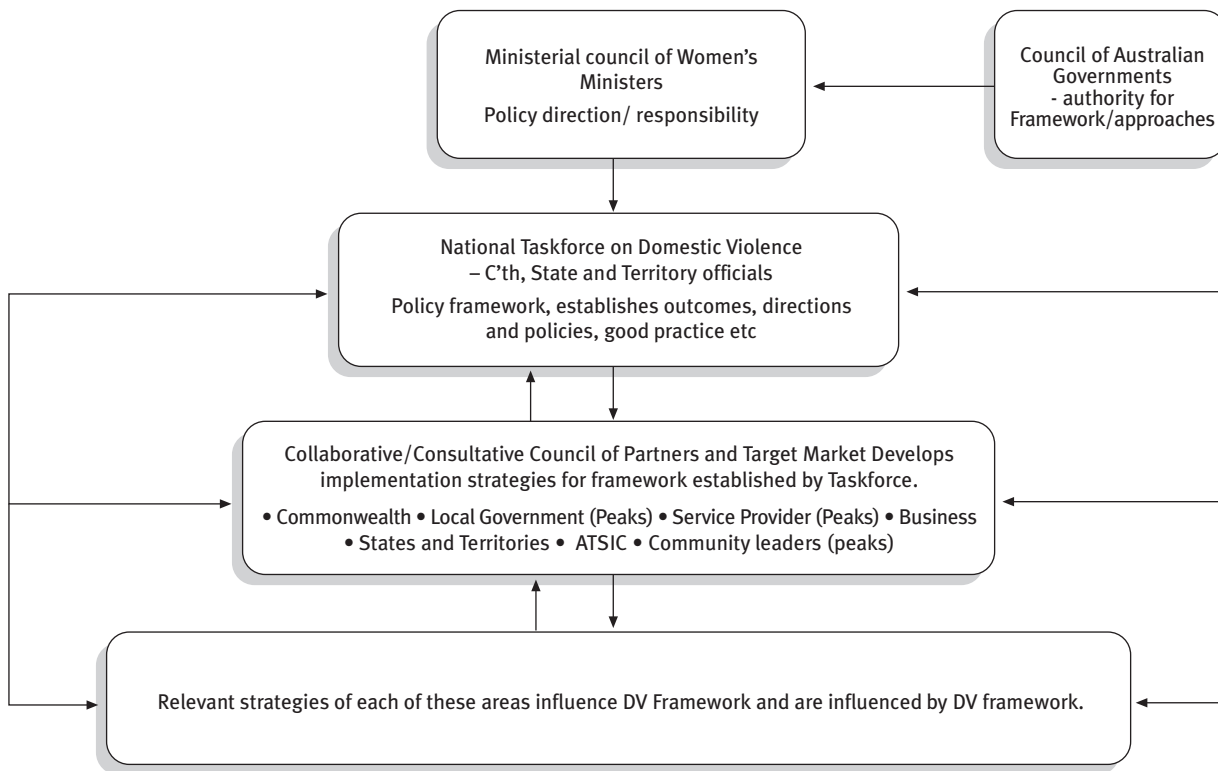 Ministerial council of Women's
Ministers
Policy direction/ responsibility
Council of Australian
Governments
- authority for
Framework/approaches
National Taskforce on Domestic Violence
– C'th, State and Territory officials
Policy framework, establishes outcomes, directions
and policies, good practice etc
Collaborative/Consultative Council of Partners and Target Market Develops
implementation strategies for framework established by Taskforce.
• Commonwealth • Local Government (Peaks) • Service Provider (Peaks) • Business
• States and Territories • ATSIC • Community leaders (peaks)
Relevant strategies of each of these areas influence DV Framework and are influenced by DV framework.